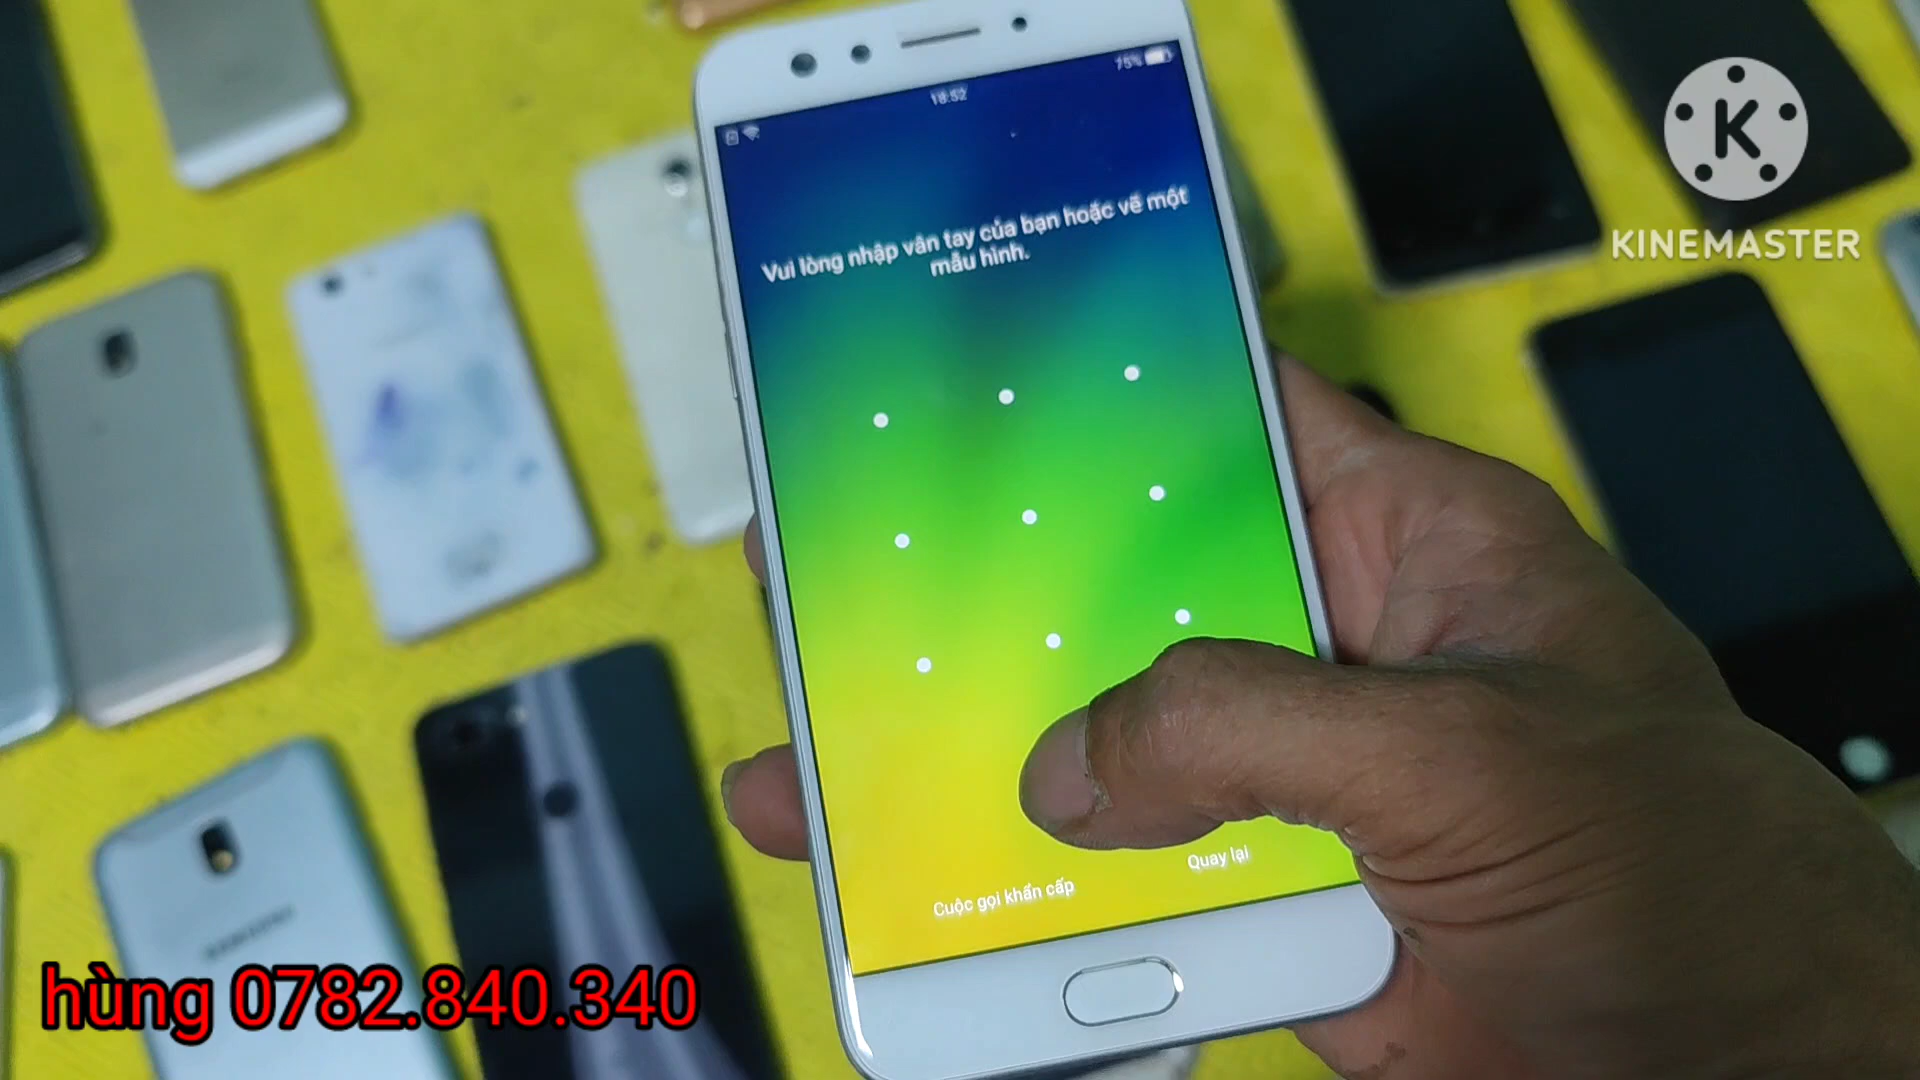 75%
18:52
Vui lòng nhập vân tay của bạn hoặc vẽ một
mẫu hình.
K
KINEMASTER
Quay lại
Cuộc gọi khẩn cấp
SAMSUNG
hùng 0782.840.340